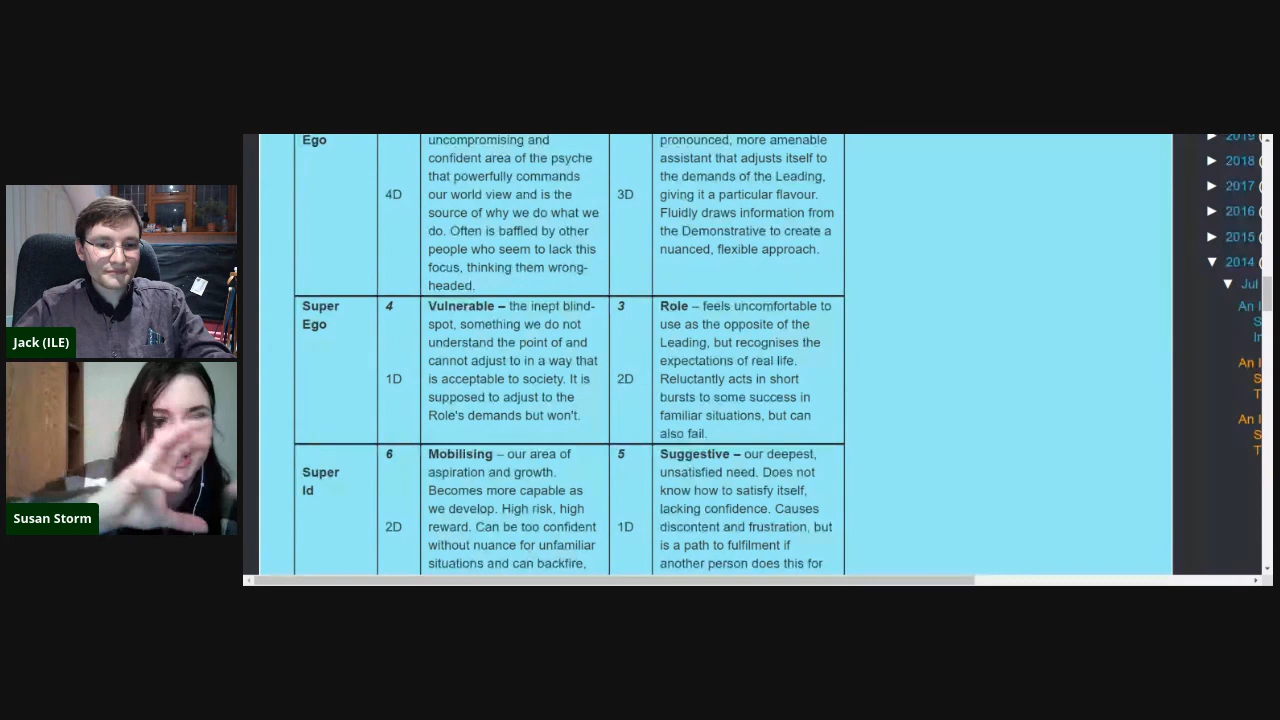 Jack (ILE)
Susan Storm
Ego
4D
uncompromising and
confident area of the psyche
that powerfully commands
our world view and is the
source of why we do what we
do. Often is baffled by other
people who seem to lack this
focus, thinking them wrong-
headed.
3D
pronounced, more amenable
assistant that adjusts itself to
the demands of the Leading,
giving it a particular flavour.
Fluidly draws information from
the Demonstrative to create a
nuanced, flexible approach.
Super
Ego
4
1D
Vulnerable – the inept blind-
spot, something we do not
understand the point of and
cannot adjust to in a way that
is acceptable to society. It is
supposed to adjust to the
Role's demands but won't.
3
2D
Role – feels uncomfortable to
use as the opposite of the
Leading, but recognises the
expectations of real life.
Reluctantly acts in short
bursts to some success in
familiar situations, but can
also fail.
Super
Id
6
2D
Mobilising – our area of
aspiration and growth.
Becomes more capable as
we develop. High risk, high
reward. Can be too confident
without nuance for unfamiliar
situations and can backfire,
5
1D
Suggestive – our deepest,
unsatisfied need. Does not
know how to satisfy itself,
lacking confidence. Causes
discontent and frustration, but
is a path to fulfilment if
another person does this for
► 2019 (
► 2018 (
► 2017 (
► 2016 (
► 2015 (
▼ 2014 (
▼ Jul
An I
S
In
An I
S
T
An I
S
T